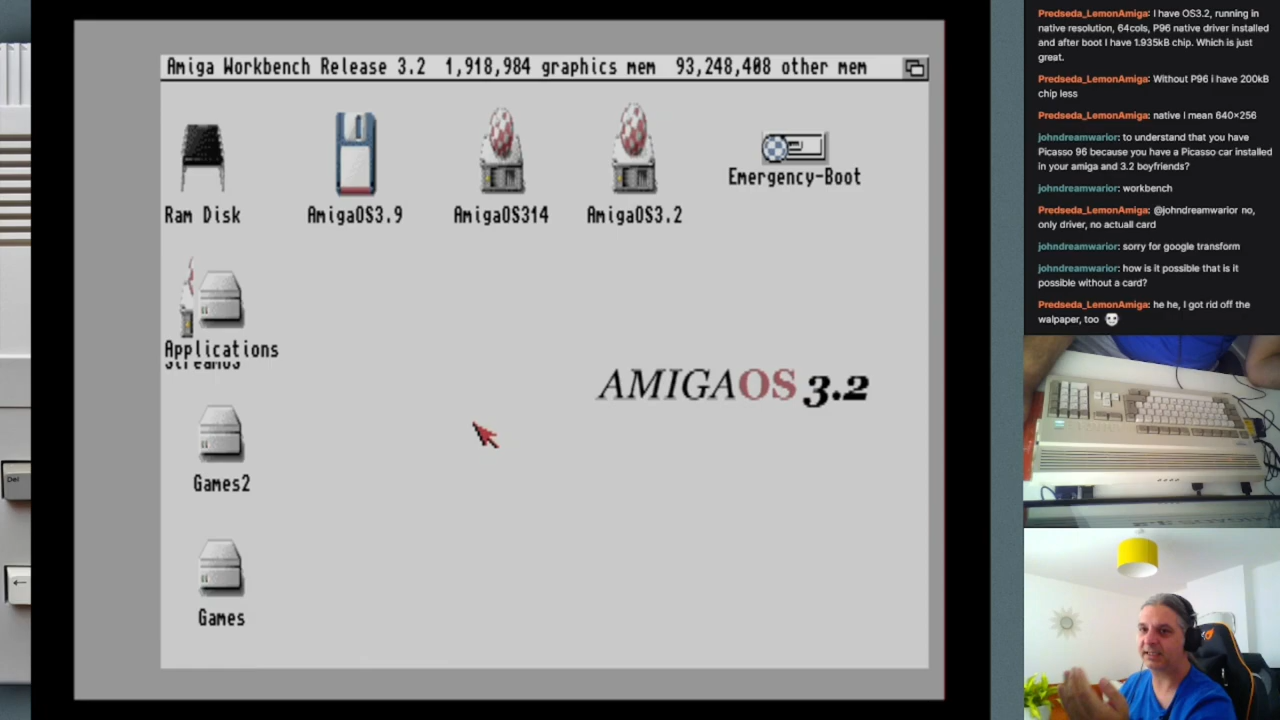 Amiga Workbench Release 3.2 1,918,984 graphics mem 93,248,408 other mem
Ram Disk
AmigaOS3.9
AmigaOS314
AmigaOS3.2
Emergency-Boot
Applications
AMIGAOS 3.2
Games2
Games
Del
←
Predseda_LemonAmiga: I have OS3.2, running in
native resolution, 64cols, P96 native driver installed
and after boot I have 1.935kB chip. Which is just
great.
Predseda_LemonAmiga: Without P96 i have 200kB
chip less
Predseda_LemonAmiga: native I mean 640×256
johndreamwarior: to understand that you have
Picasso 96 because you have a Picasso car installed
in your amiga and 3.2 boyfriends?
johndreamwarior: workbench
Predseda_LemonAmiga: @johndreamwarior no,
only driver, no actuall card
johndreamwarior: sorry for google transform
johndreamwarior: how is it possible that is it
possible without a card?
Predseda_LemonAmiga: he he, I got rid off the
walpaper, too